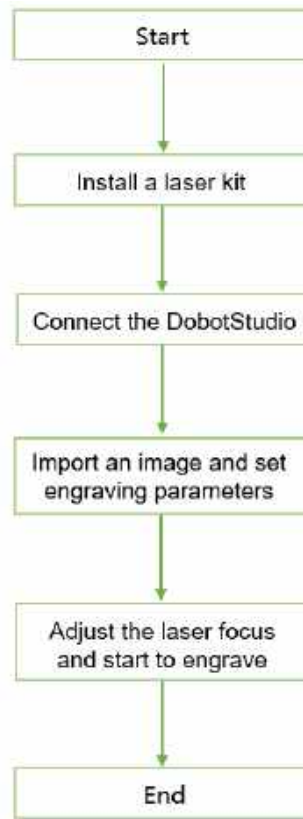 Start
Install a laser kit
Connect the DobotStudio
Import an image and set
engraving parameters
Adjust the laser focus
and start to engrave
End